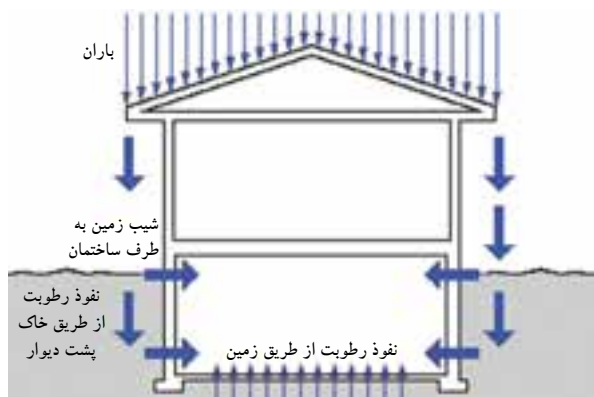 باران
شیب زمین به
طرف ساختمان
نفوذ رطوبت
از طریق خاک
پشت دیوار
نفوذ رطوبت از طریق زمین